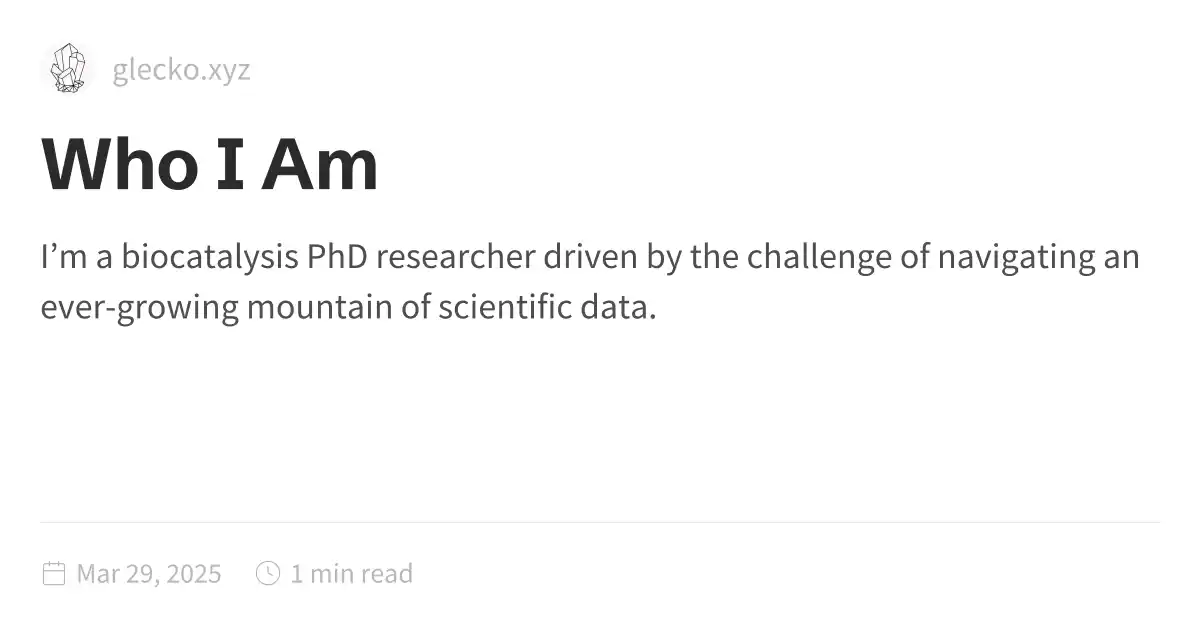 glecko.xyz
Who I Am
I’m a biocatalysis PhD researcher driven by the challenge of navigating an
ever-growing mountain of scientific data.
Mar 29, 2025
1 min read